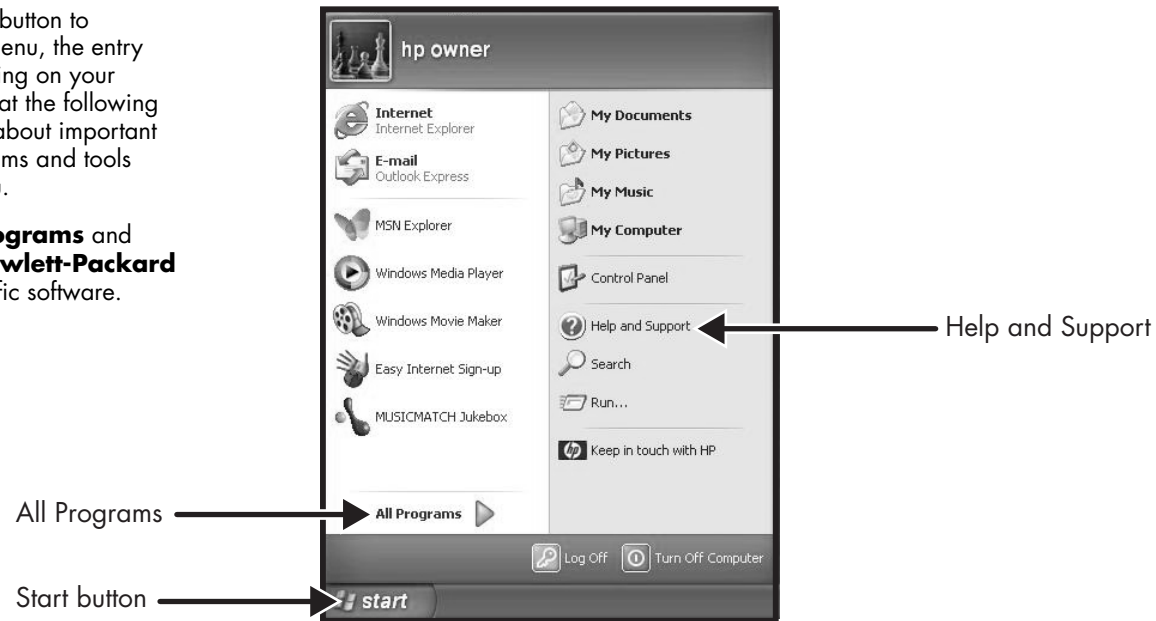 button to
enu, the entry
ing on your
at the following
about important
ms and tools
ograms and
wlett-Packard
fic software.
hp owner
Internet
Internet Explorer
E-mail
Outlook Express
MSN Explorer
Windows Media Player
Windows Movie Maker
Easy Internet Sign-up
MUSICMATCH Jukebox
All Programs
My Documents
My Pictures
My Music
My Computer
Control Panel
Help and Support
Search
Run...
hp
Keep in touch with HP
Log Off
Turn Off Computer
start
Help and Support
All Programs
Start button